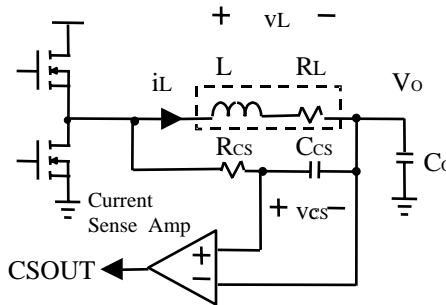 + vL −
iL L RL VO
RCS CCS CO
+ vcs −
Current
Sense Amp
+
CSOUT
−